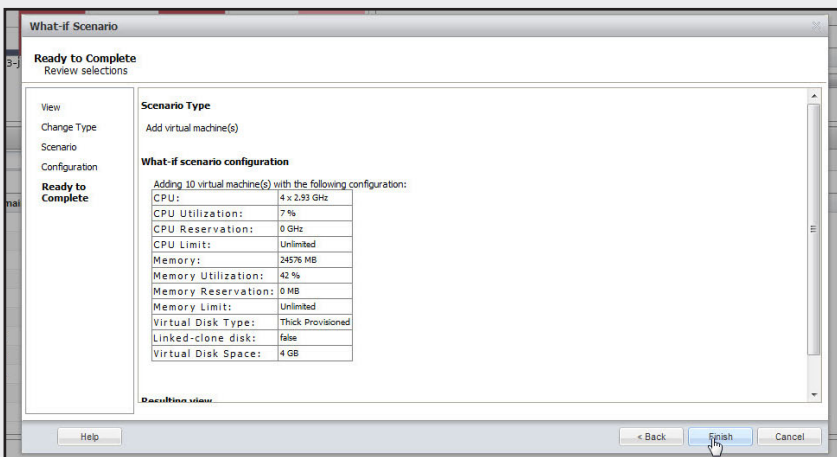 What-if Scenario
Ready to Complete
Review selections
3-j
mai
View
Change Type
Scenario
Configuration
Ready to
Complete
Scenario Type
Add virtual machine(s)
What-if scenario configuration
Adding 10 virtual machine(s) with the following configuration:
CPU: 4 x 2.93 GHz
CPU Utilization: 7 %
CPU Reservation: 0 GHz
CPU Limit: Unlimited
Memory: 24576 MB
Memory Utilization: 42 %
Memory Reservation: 0 MB
Memory Limit: Unlimited
Virtual Disk Type: Thick Provisioned
Linked-clone disk: false
Virtual Disk Space: 4 GB
Resulting view
Help
< Back Finish Cancel